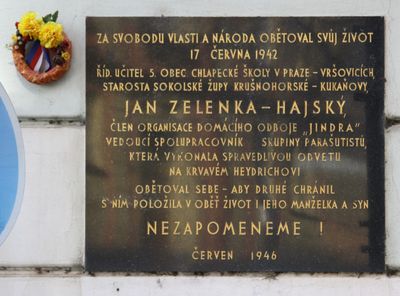 ZA SVOBODU VLASTI A NÁRODA OBĚTOVAL SVŮJ ŽIVOT
17 ČERVNA 1942
ŘÍD. UČITEL 5. OBEC CHLAPECKÉ ŠKOLY V PRAZE – VRŠOVICÍCH,
STAROSTA SOKOLSKÉ ŽUPY KRUŠNOHORSKÉ – KUKAŇOVY,
JAN ZELENKA – HAJSKÝ,
ČLEN ORGANISACE DOMÁCÍHO ODBOJE „JINDRA“
VEDOUCÍ SPOLUPRACOVNÍK SKUPINY PARAŠUTISTŮ,
KTERÁ VYKONALA SPRAVEDLIVOU ODVETU
NA KRVAVÉM HEYDRICHOVI
OBĚTOVAL SEBE – ABY DRUHÉ CHRÁNIL
S NÍM POLOŽILA V OBĚŤ ŽIVOT I JEHO MANŽELKA A SYN
NEZAPOMENEME !
ČERVEN 1946